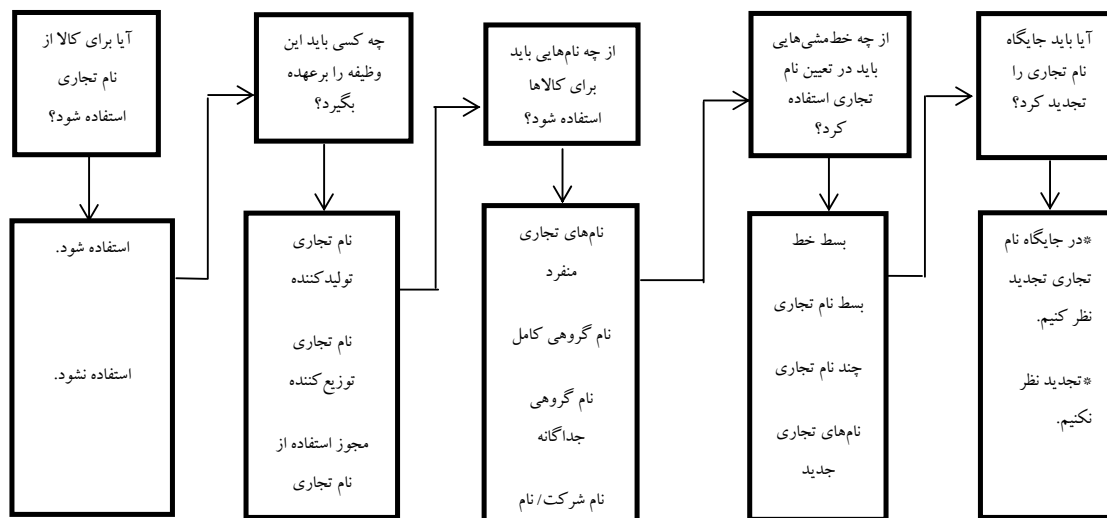 آیا برای کالا از
نام تجاری
استفاده شود؟
استفاده شود.
استفاده نشود.
چه کسی باید این
وظیفه را برعهده
بگیرد؟
نام تجاری
تولیدکننده
نام تجاری
توزیع‌کننده
مجوز استفاده از
نام تجاری
از چه نام‌هایی باید
برای کالاها
استفاده شود؟
نام‌های تجاری
منفرد
نام گروهی کامل
نام گروهی
جداگانه
نام شرکت/ نام
از چه خط‌مشی‌هایی
باید در تعیین نام
تجاری استفاده
کرد؟
بسط خط
بسط نام تجاری
چند نام تجاری
نام‌های تجاری
جدید
آیا باید جایگاه
نام تجاری را
تجدید کرد؟
*در جایگاه نام
تجاری تجدید
نظر کنیم.
*تجدید نظر
نکنیم.